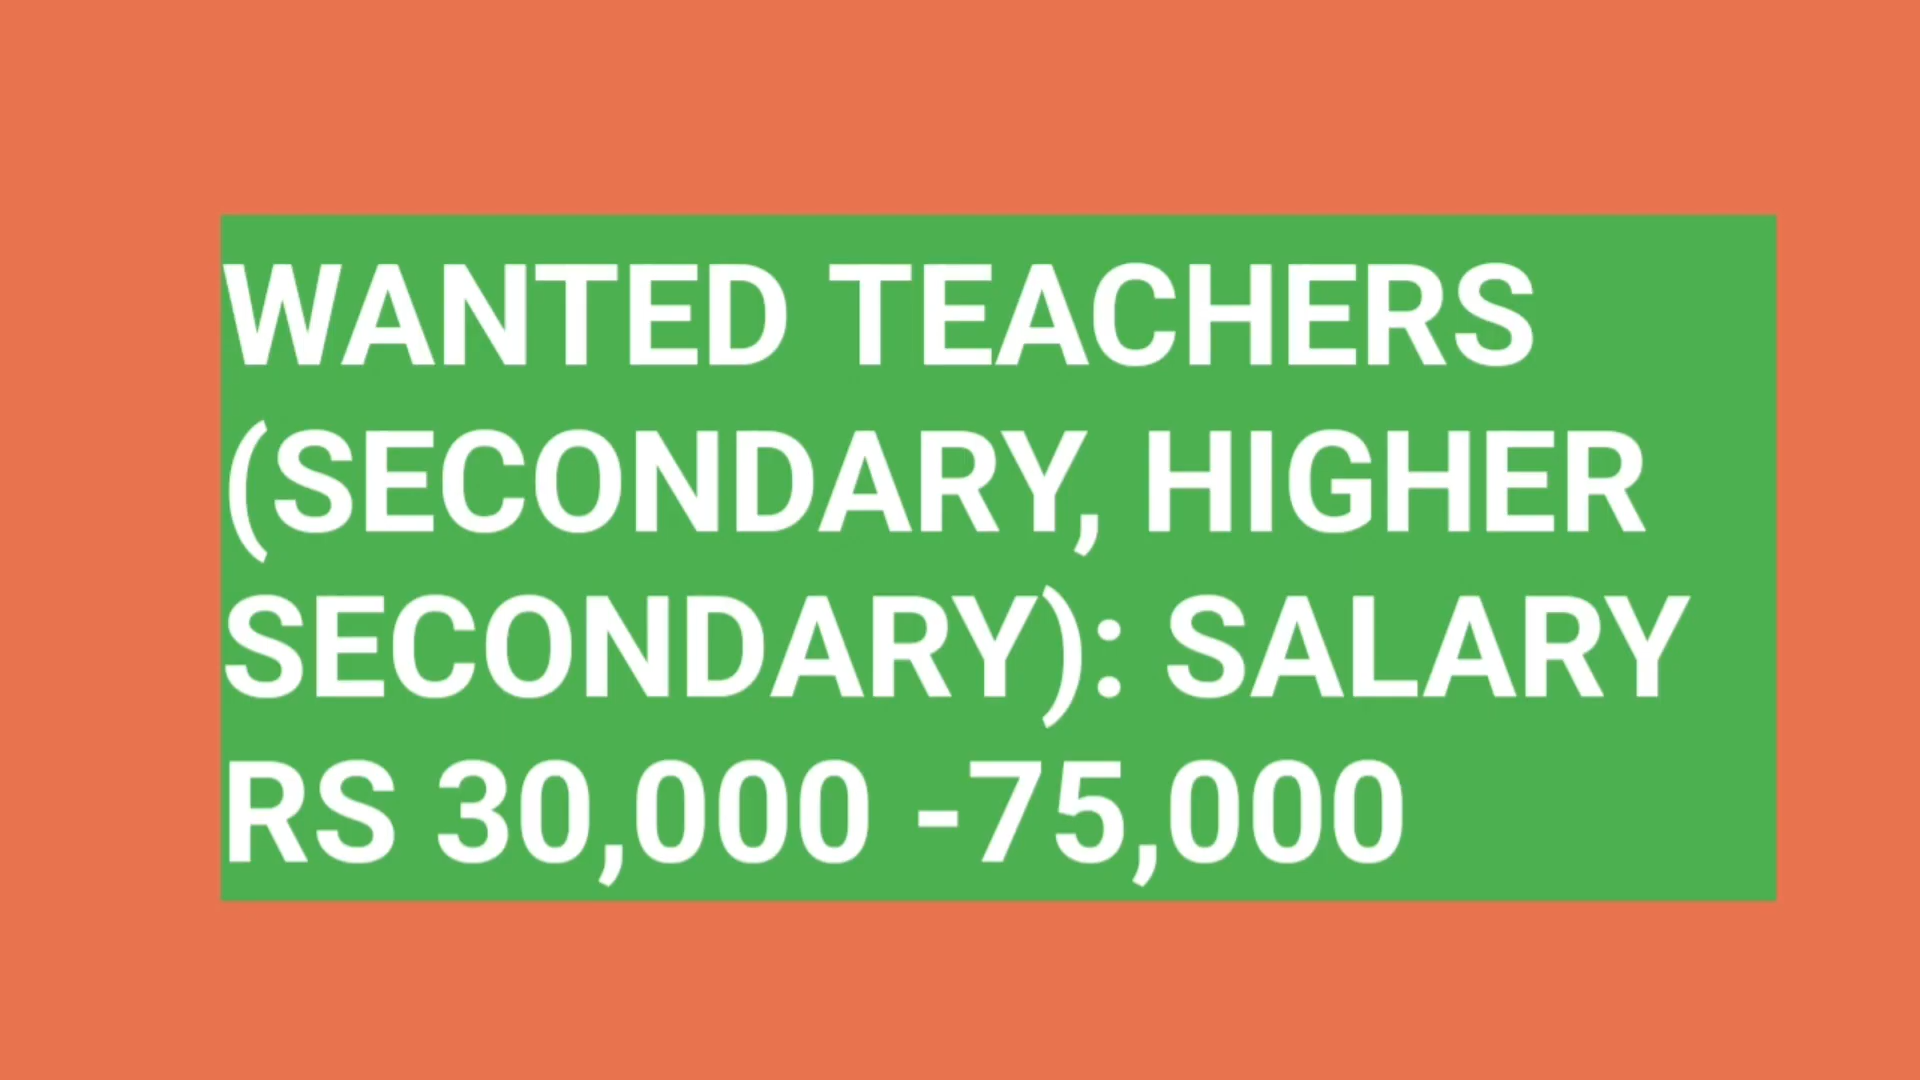 WANTED TEACHERS
(SECONDARY, HIGHER
SECONDARY): SALARY
RS 30,000 -75,000